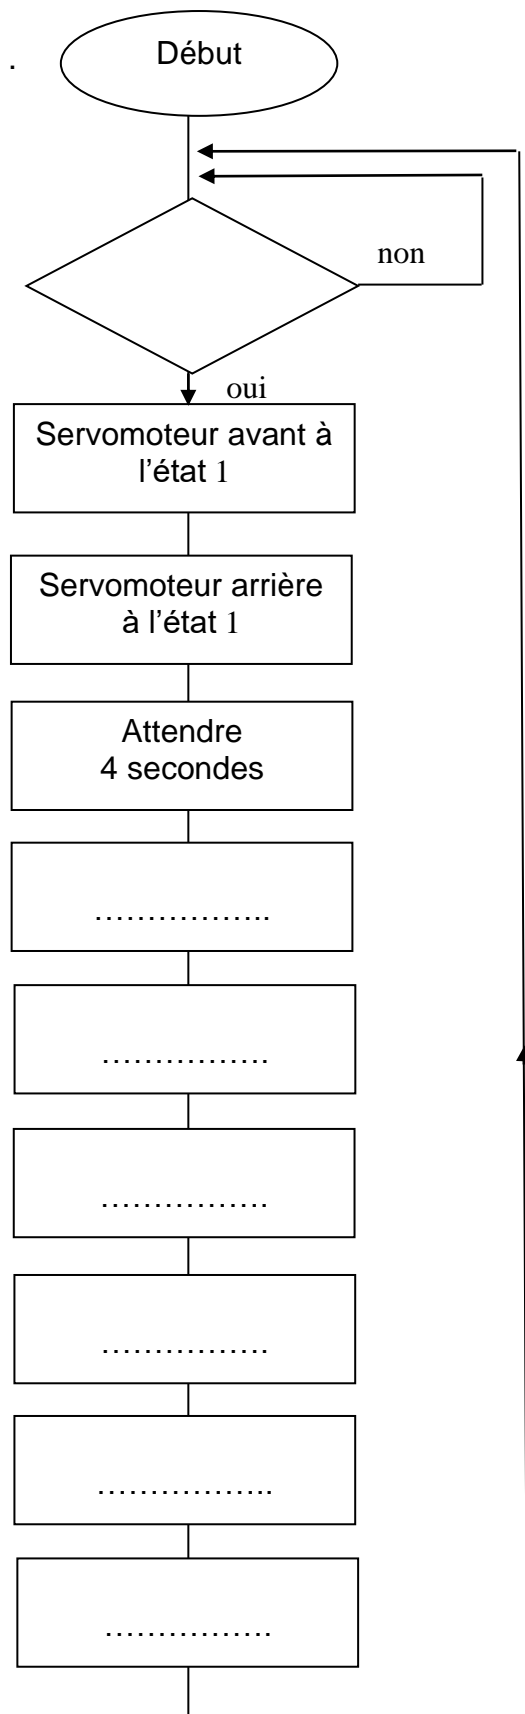 .
Début
non
oui
Servomoteur avant à
l’état 1
Servomoteur arrière
à l’état 1
Attendre
4 secondes
……………..
…………….
…………….
…………….
……………..
…………….